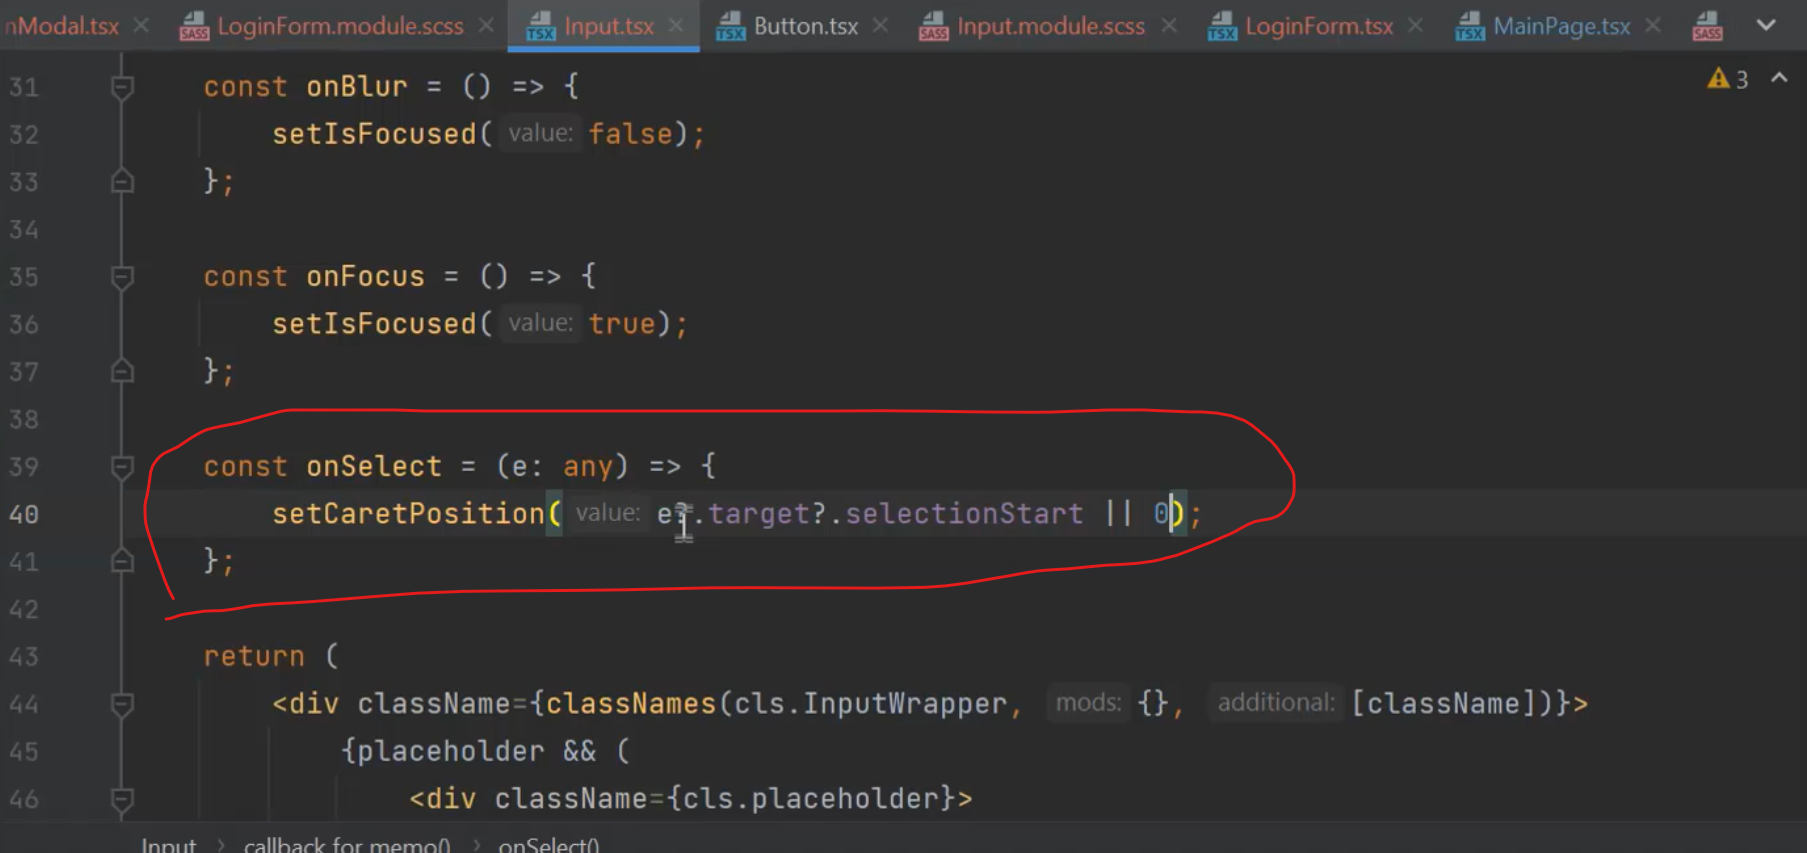 nModal.tsx LoginForm.module.scss Input.tsx Button.tsx Input.module.scss LoginForm.tsx MainPage.tsx
31 const onBlur = () => { 3
32 setIsFocused( value: false);
33 };
34
35 const onFocus = () => {
36 setIsFocused( value: true);
37 };
38
39 const onSelect = (e: any) => {
40 setCaretPosition( value: e?.target?.selectionStart || 0);
41 };
42
43 return (
44 <div className={classNames(cls.InputWrapper, mods: {}, additional: [className])}>
45 {placeholder && (
46 <div className={cls.placeholder}>
Input › callback for memo() › onSelect()